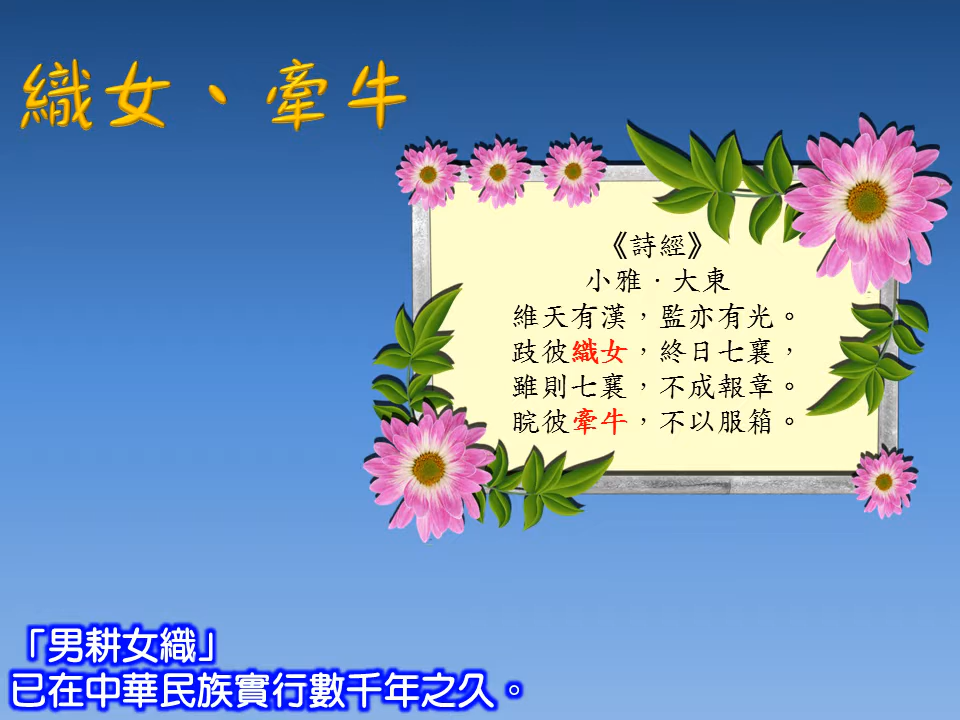 織女、牽牛
《詩經》
小雅．大東
維天有漢，監亦有光。
跂彼織女，終日七襄，
雖則七襄，不成報章。
睆彼牽牛，不以服箱。
「男耕女織」
已在中華民族實行數千年之久。